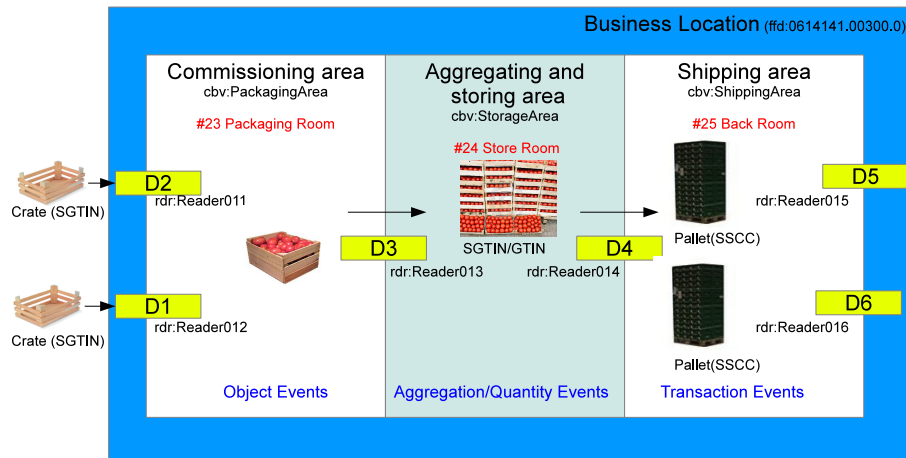 Business Location (ffd:0614141.00300.0)
Commissioning area
cbv:PackagingArea
#23 Packaging Room
Aggregating and
storing area
cbv:StorageArea
#24 Store Room
Shipping area
cbv:ShippingArea
#25 Back Room
D2
rdr:Reader011
Crate (SGTIN)
D5
rdr:Reader015
Pallet(SSCC)
D3
rdr:Reader013
SGTIN/GTIN
D4
rdr:Reader014
D1
rdr:Reader012
Crate (SGTIN)
D6
rdr:Reader016
Pallet(SSCC)
Object Events
Aggregation/Quantity Events
Transaction Events